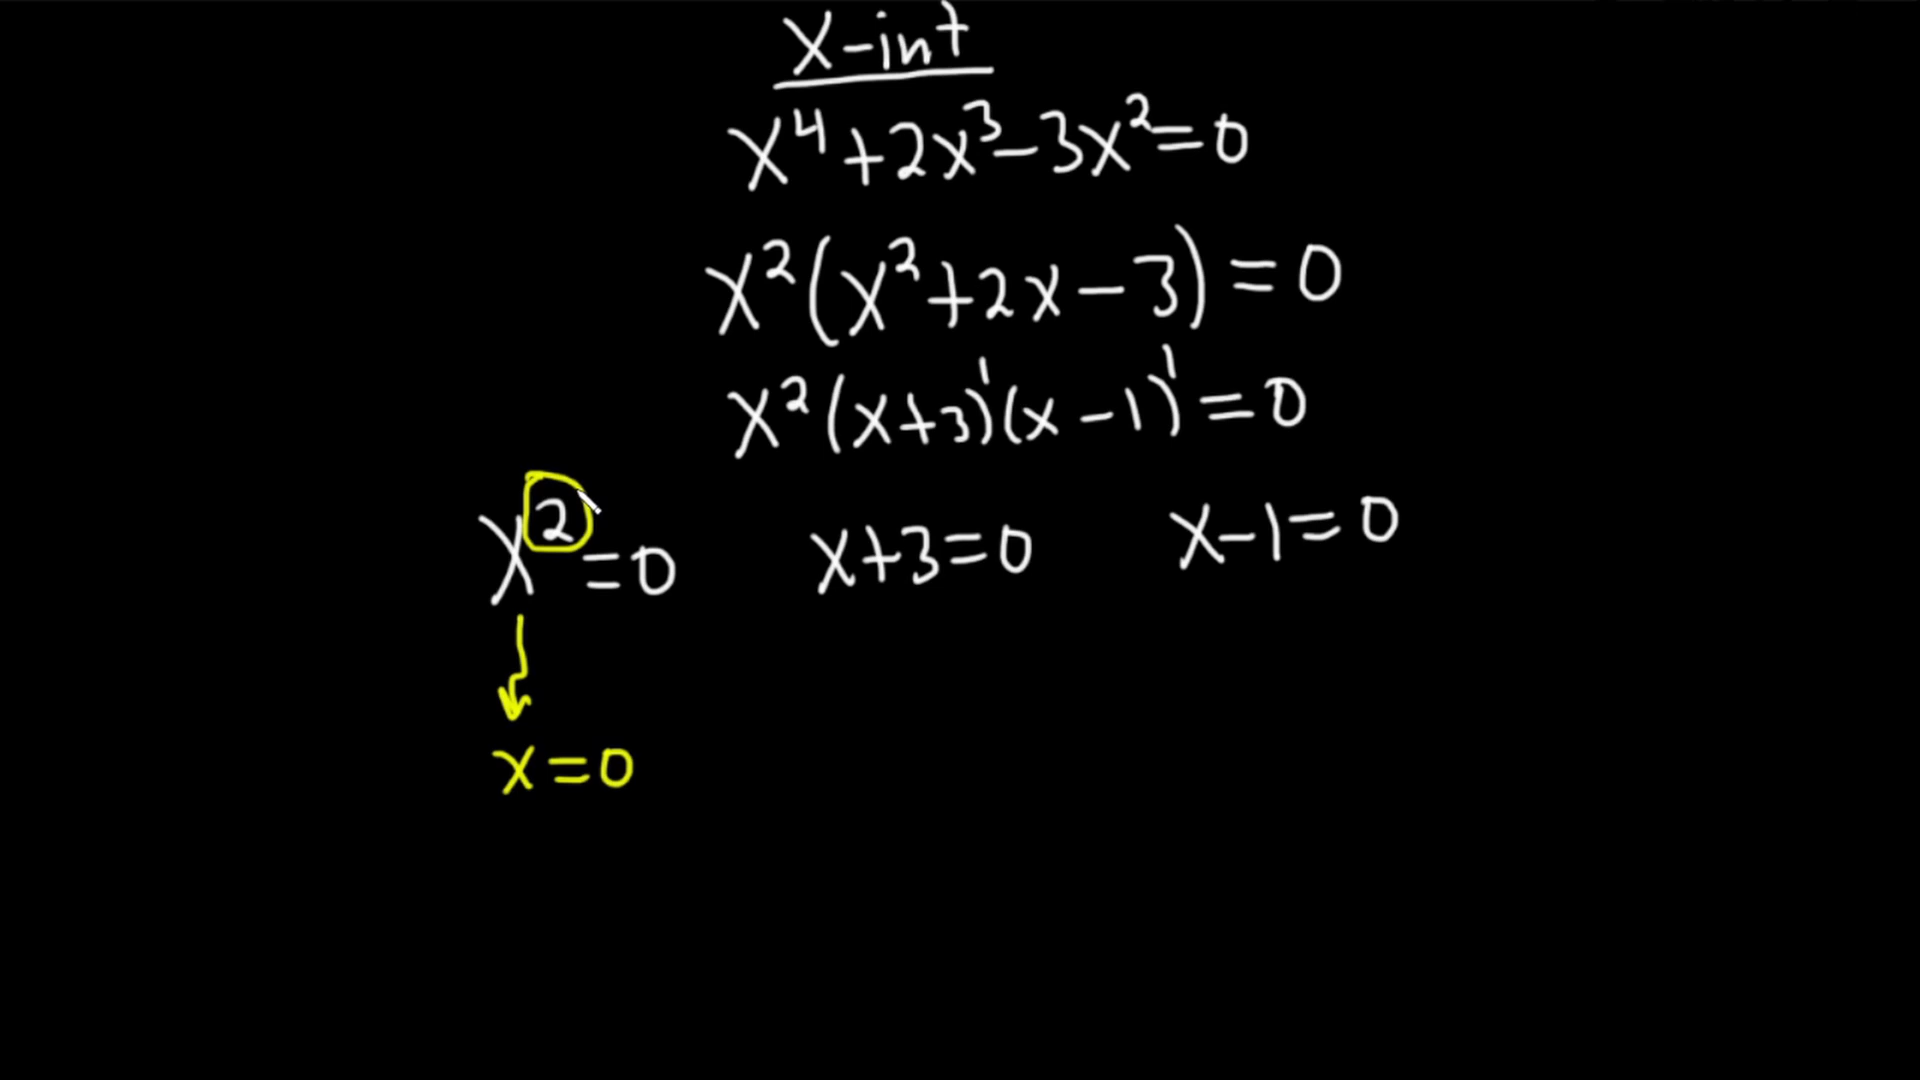 x-int
x⁴+2x³-3x²=0
x²(x²+2x-3)=0
x²(x+3)¹(x-1)¹=0
x²=0 x+3=0 x-1=0
x=0